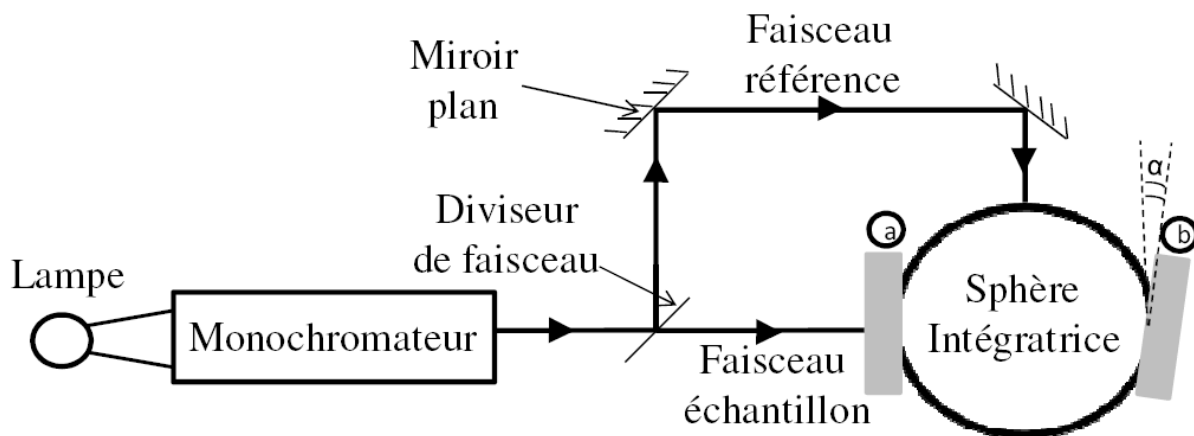 Miroir
plan
Faisceau
référence
Diviseur
de faisceau
α
a
b
Lampe
Monochromateur
Sphère
Intégratrice
Faisceau
échantillon